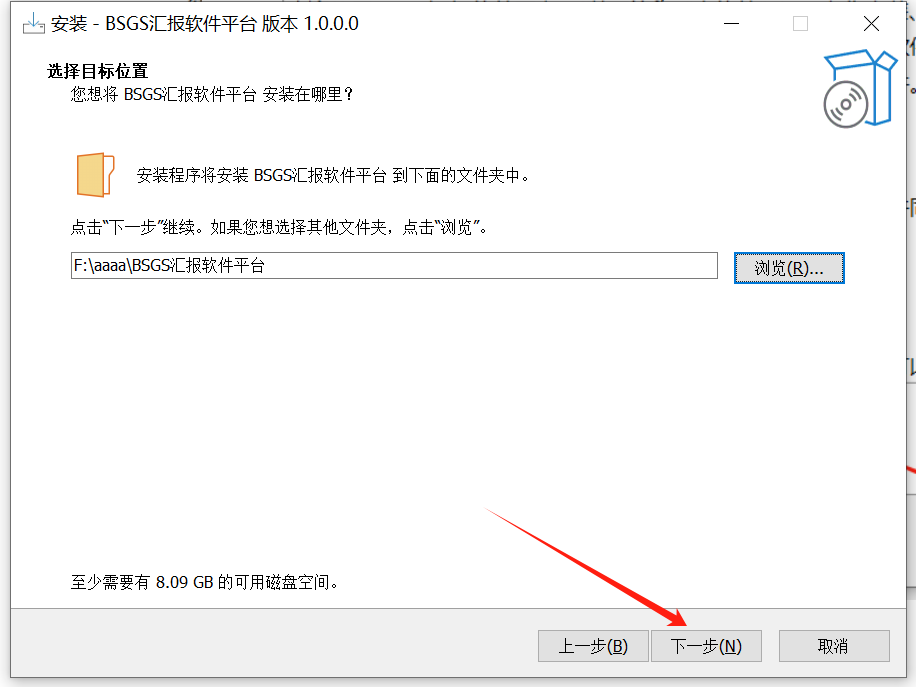 安装 - BSGS汇报软件平台 版本 1.0.0.0
选择目标位置
您想将 BSGS汇报软件平台 安装在哪里？
安装程序将安装 BSGS汇报软件平台 到下面的文件夹中。
点击“下一步”继续。如果您想选择其他文件夹，点击“浏览”。
F:\aaaa\BSGS汇报软件平台
浏览(R)...
至少需要有 8.09 GB 的可用磁盘空间。
上一步(B)
下一步(N)
取消